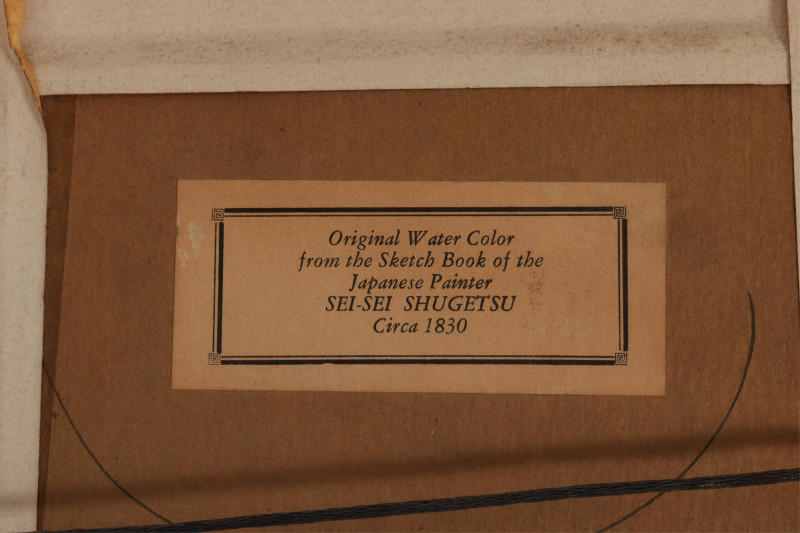 Original Water Color
from the Sketch Book of the
Japanese Painter
SEI-SEI SHUGETSU
Circa 1830